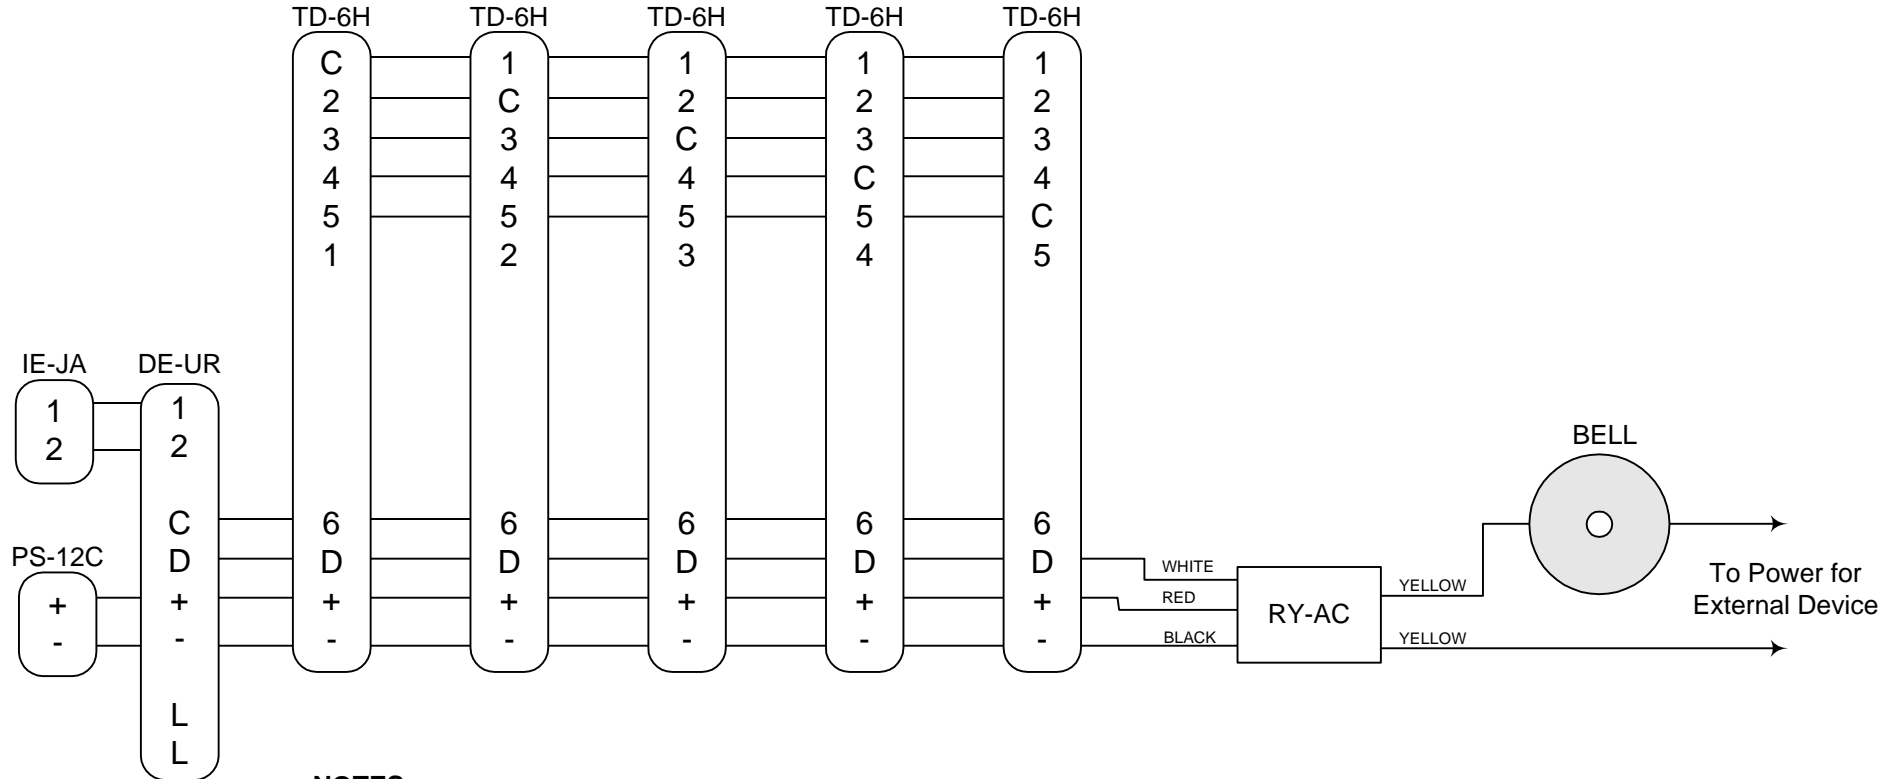 TD-6H TD-6H TD-6H TD-6H TD-6H
C 1 1 1 1
2 C 2 2 2
3 3 C 3 3
4 4 4 C 4
5 5 5 5 C
1 2 3 4 5
IE-JA DE-UR
1 1
2 2
BELL
C 6 6 6 6 6
PS-12C D D D D D D
WHITE
To Power for
External Device
+ + + + + + + RED YELLOW
RY-AC
- - - - - - - BLACK YELLOW
L
L